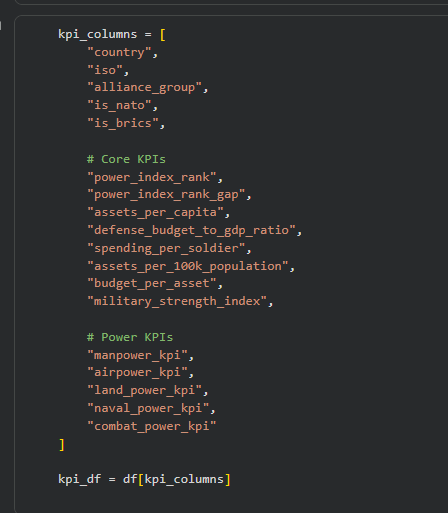 kpi_columns = [
"country",
"iso",
"alliance_group",
"is_nato",
"is_brics",
# Core KPIs
"power_index_rank",
"power_index_rank_gap",
"assets_per_capita",
"defense_budget_to_gdp_ratio",
"spending_per_soldier",
"assets_per_100k_population",
"budget_per_asset",
"military_strength_index",
# Power KPIs
"manpower_kpi",
"airpower_kpi",
"land_power_kpi",
"naval_power_kpi",
"combat_power_kpi"
]
kpi_df = df[kpi_columns]